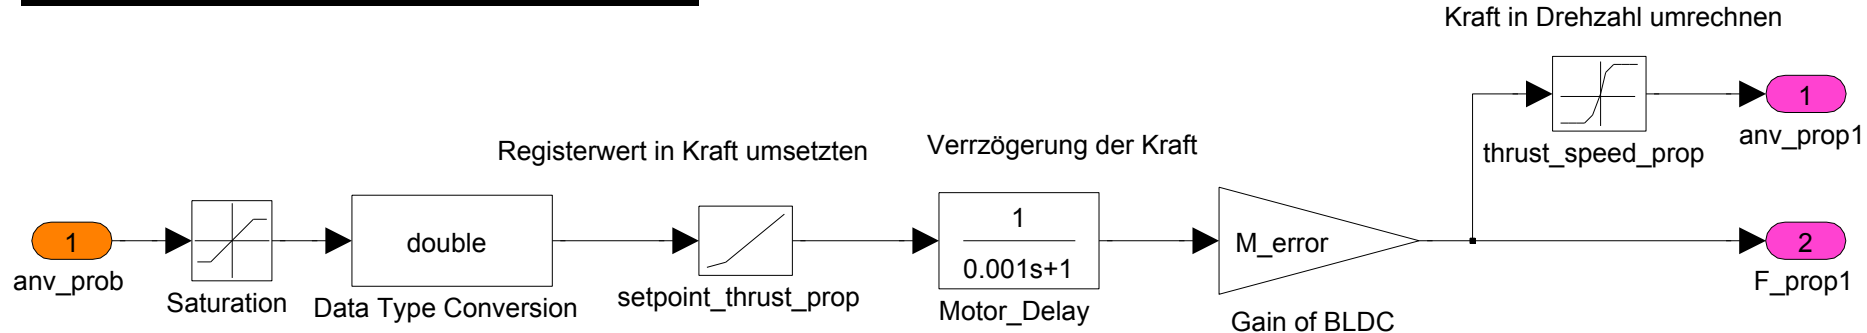 Kraft in Drehzahl umrechnen
1
anv_prop1
thrust_speed_prop
Registerwert in Kraft umsetzten
Verrzögerung der Kraft
1
anv_prob
Saturation
double
Data Type Conversion
setpoint_thrust_prop
1
0.001s+1
Motor_Delay
M_error
Gain of BLDC
2
F_prop1